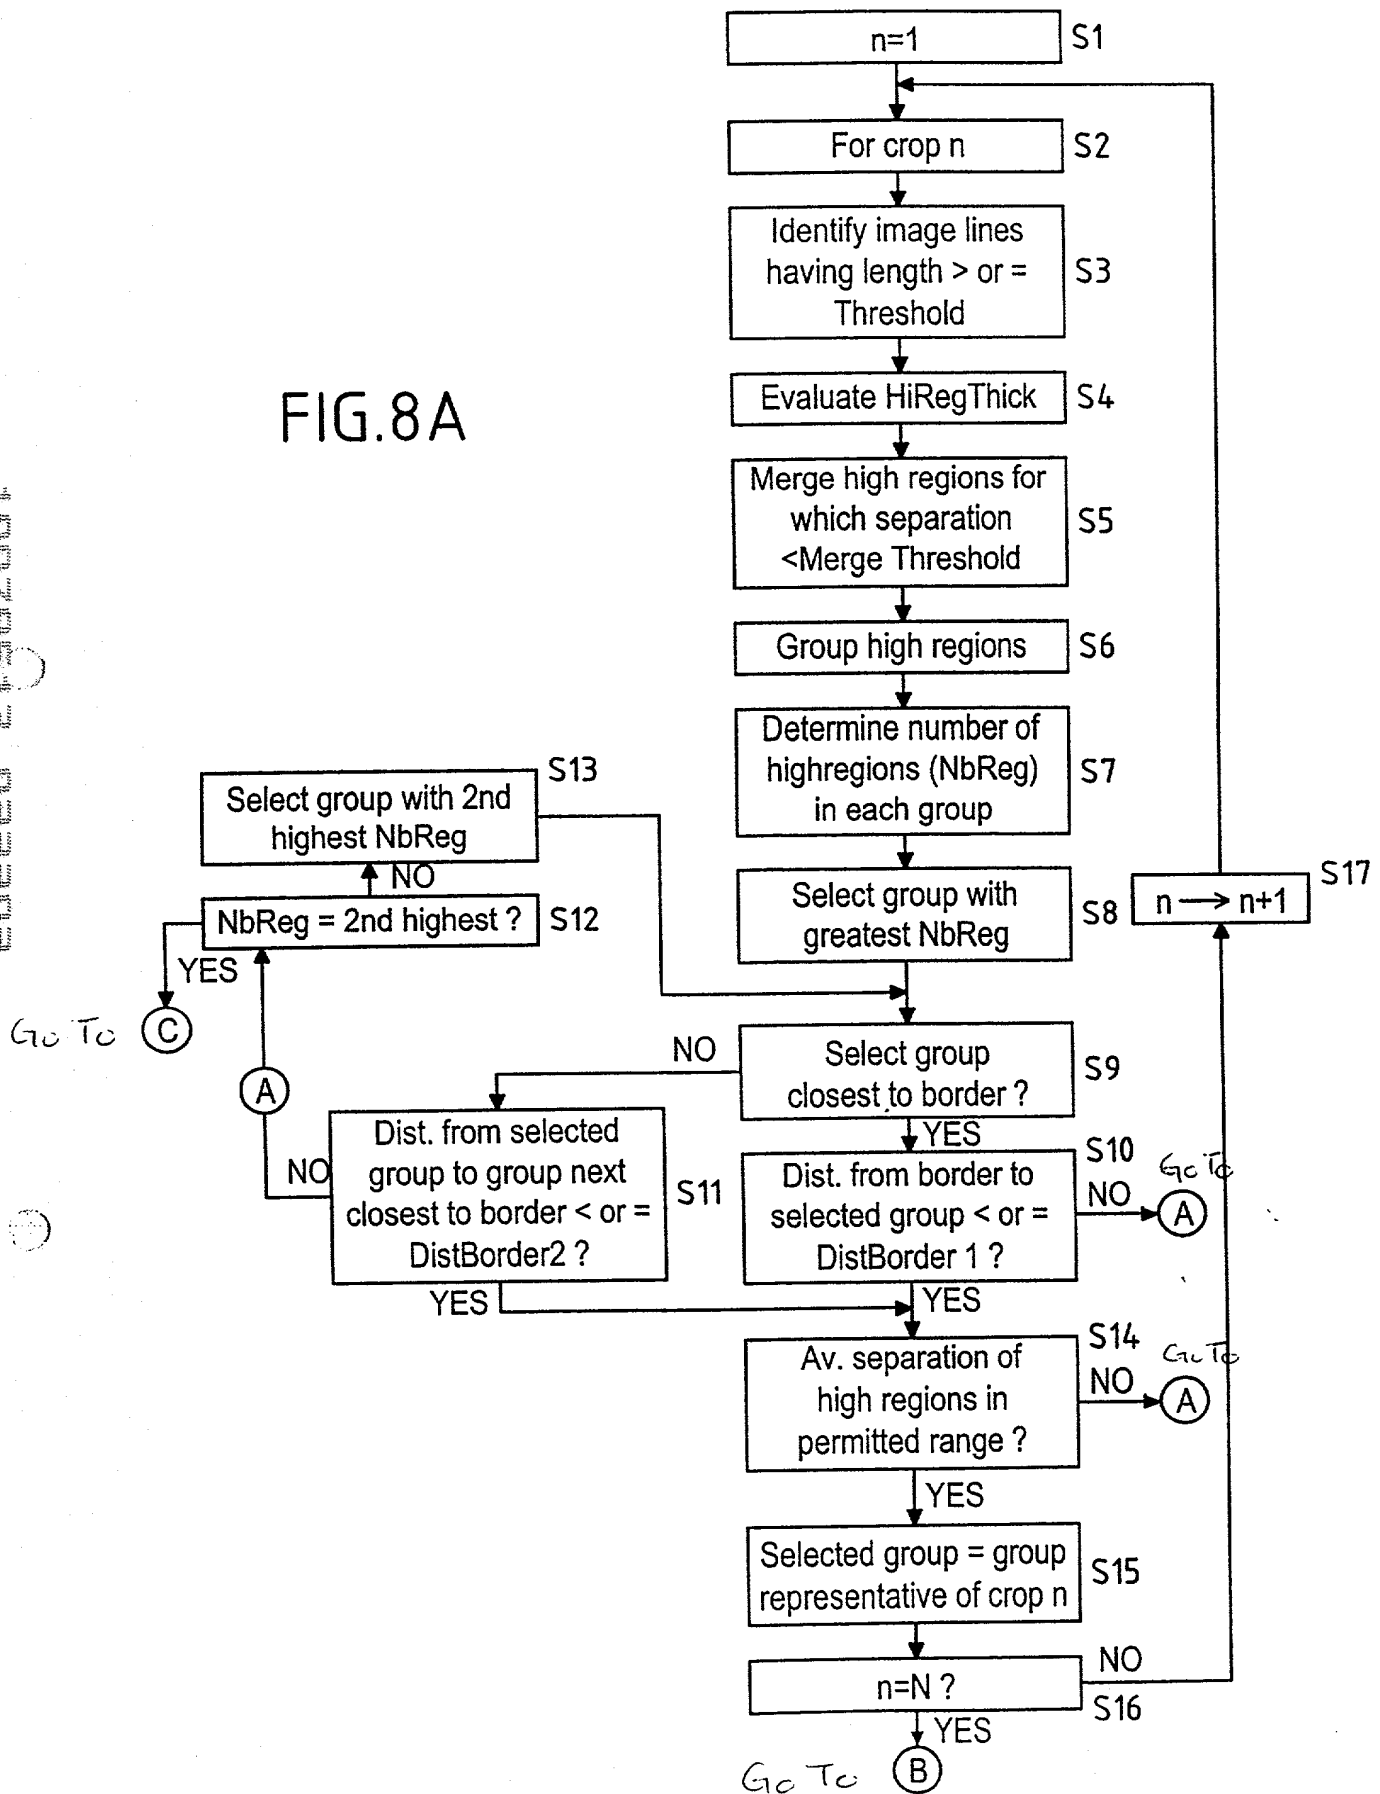 n=1
S1
For crop n
S2
Identify image lines
having length > or =
Threshold
S3
FIG.8A
Evaluate HiRegThick
S4
Merge high regions for
which separation
<Merge Threshold
S5
Group high regions
S6
Determine number of
highregions (NbReg)
in each group
S7
S13
Select group with 2nd
highest NbReg
NO
NbReg = 2nd highest ?
S12
YES
Go To
C
A
Select group with
greatest NbReg
S8
S17
n → n+1
NO
Select group
closest to border ?
S9
YES
Dist. from selected
group to group next
closest to border < or =
DistBorder2 ?
S11
NO
YES
S10
Dist. from border to
selected group < or =
DistBorder 1 ?
NO
Go To
A
YES
S14
Av. separation of
high regions in
permitted range ?
NO
Go To
A
YES
Selected group = group
representative of crop n
S15
n=N ?
NO
S16
YES
Go To
B